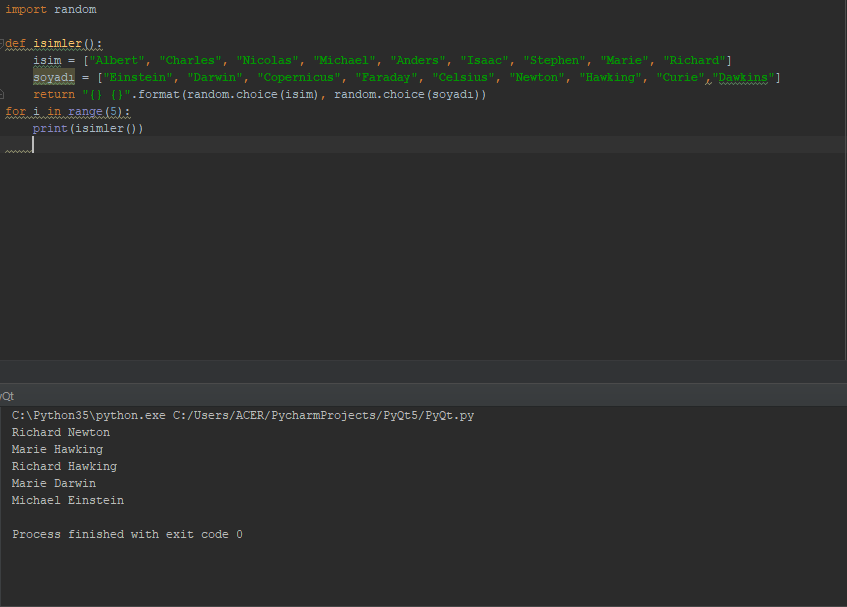 import random
def isimler():
isim = ["Albert", "Charles", "Nicolas", "Michael", "Anders", "Isaac", "Stephen", "Marie", "Richard"]
soyadı = ["Einstein", "Darwin", "Copernicus", "Faraday", "Celsius", "Newton", "Hawking", "Curie","Dawkins"]
return "{} {}".format(random.choice(isim), random.choice(soyadı))
for i in range(5):
print(isimler())
yQt
C:\Python35\python.exe C:/Users/ACER/PycharmProjects/PyQt5/PyQt.py
Richard Newton
Marie Hawking
Richard Hawking
Marie Darwin
Michael Einstein
Process finished with exit code 0